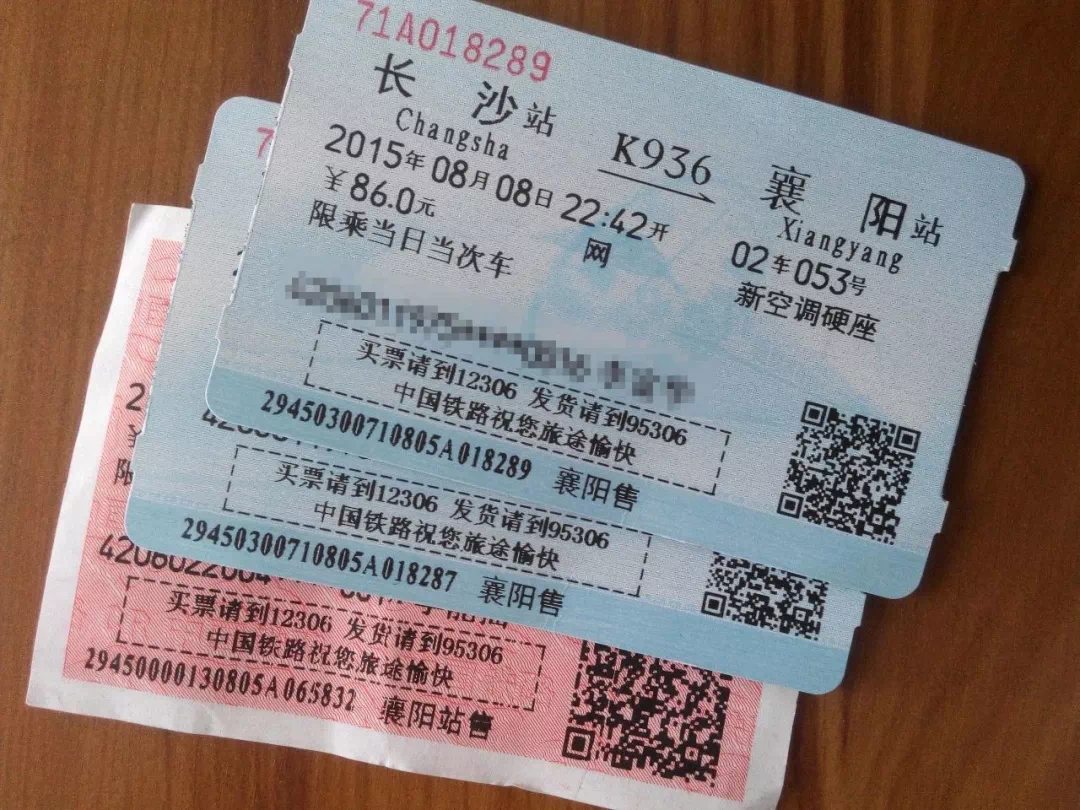 71A018289
长沙站 K936 襄阳站
Changsha Xiangyang
2015年08月08日22:42开 02车053号
￥86.0元 网 新空调硬座
限乘当日当次车
买票请到12306 发货请到95306
中国铁路祝您旅途愉快
29450300710805A018289 襄阳售
7
买票请到12306 发货请到95306
中国铁路祝您旅途愉快
29450300710805A018287 襄阳售
2
限
买票请到12306 发货请到95306
中国铁路祝您旅途愉快
29450000130805A065832 襄阳站售